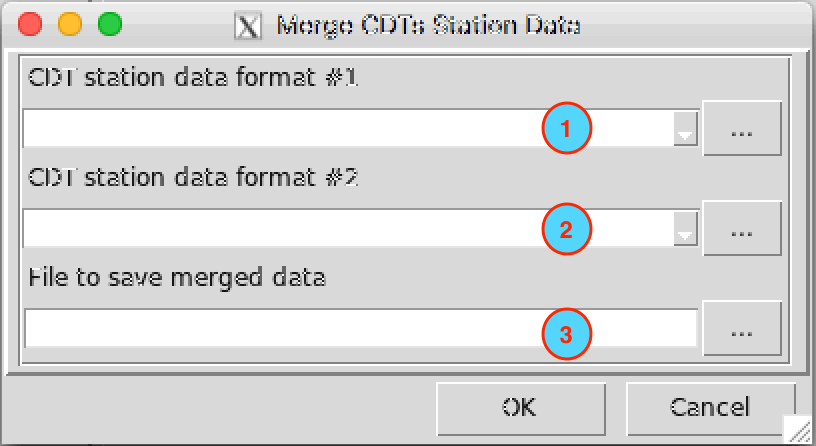 Merge CDTs Station Data
CDT station data format #1
1
...
CDT station data format #2
2
...
File to save merged data
3
...
OK
Cancel